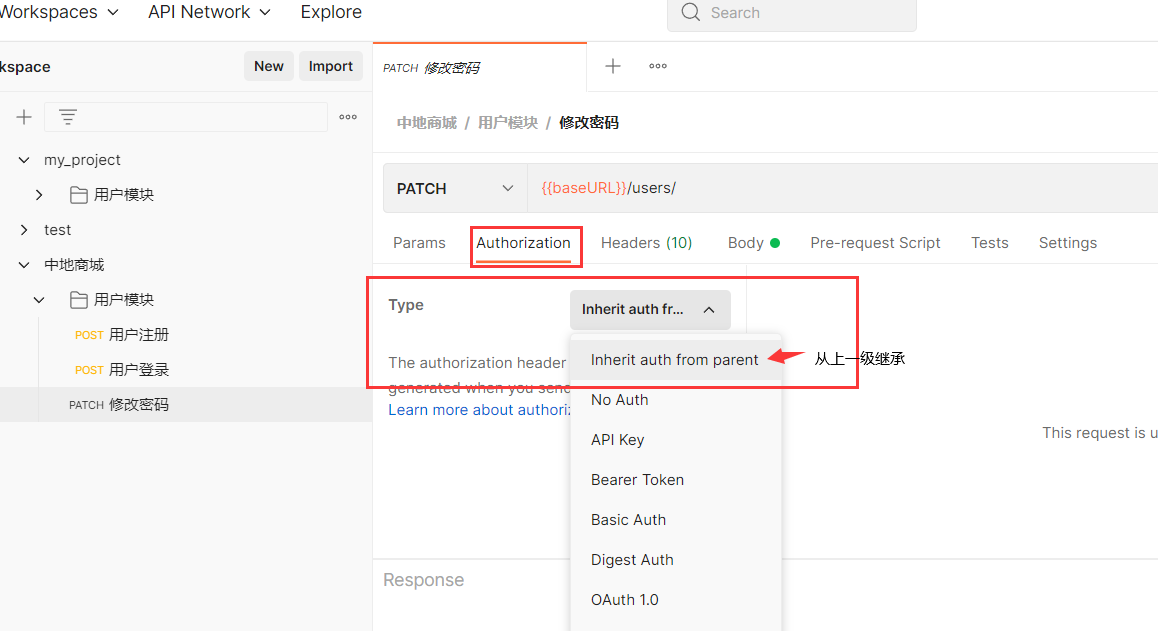 Workspaces API Network Explore Search
kspace New Import
PATCH 修改密码
中地商城 / 用户模块 / 修改密码
my_project
用户模块
test
中地商城
用户模块
POST 用户注册
POST 用户登录
PATCH 修改密码
PATCH {{baseURL}}/users/
Params Authorization Headers (10) Body Pre-request Script Tests Settings
Type Inherit auth fr...
The authorization header
generated when you send
Learn more about authoriz
Inherit auth from parent 从上一级继承
No Auth
API Key
Bearer Token
Basic Auth
Digest Auth
OAuth 1.0
This request is u
Response